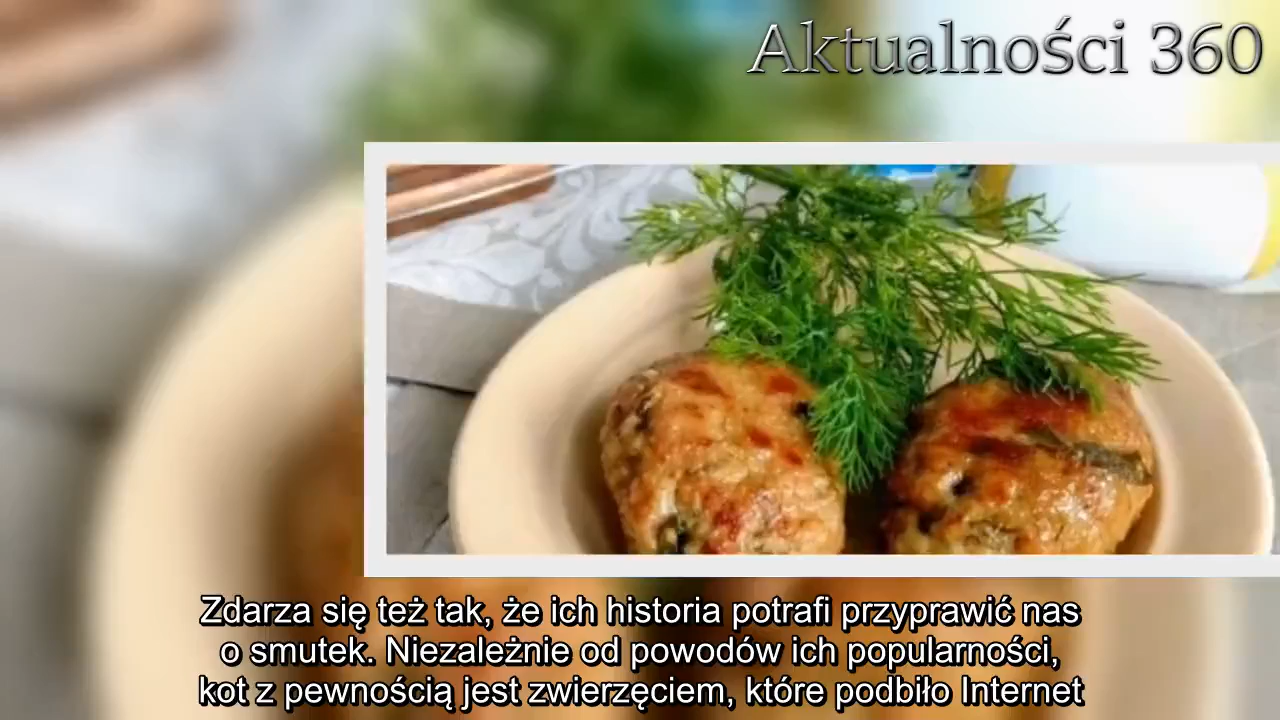 Aktualności 360
Zdarza się też tak, że ich historia potrafi przyprawić nas
o smutek. Niezależnie od powodów ich popularności,
kot z pewnością jest zwierzęciem, które podbiło Internet